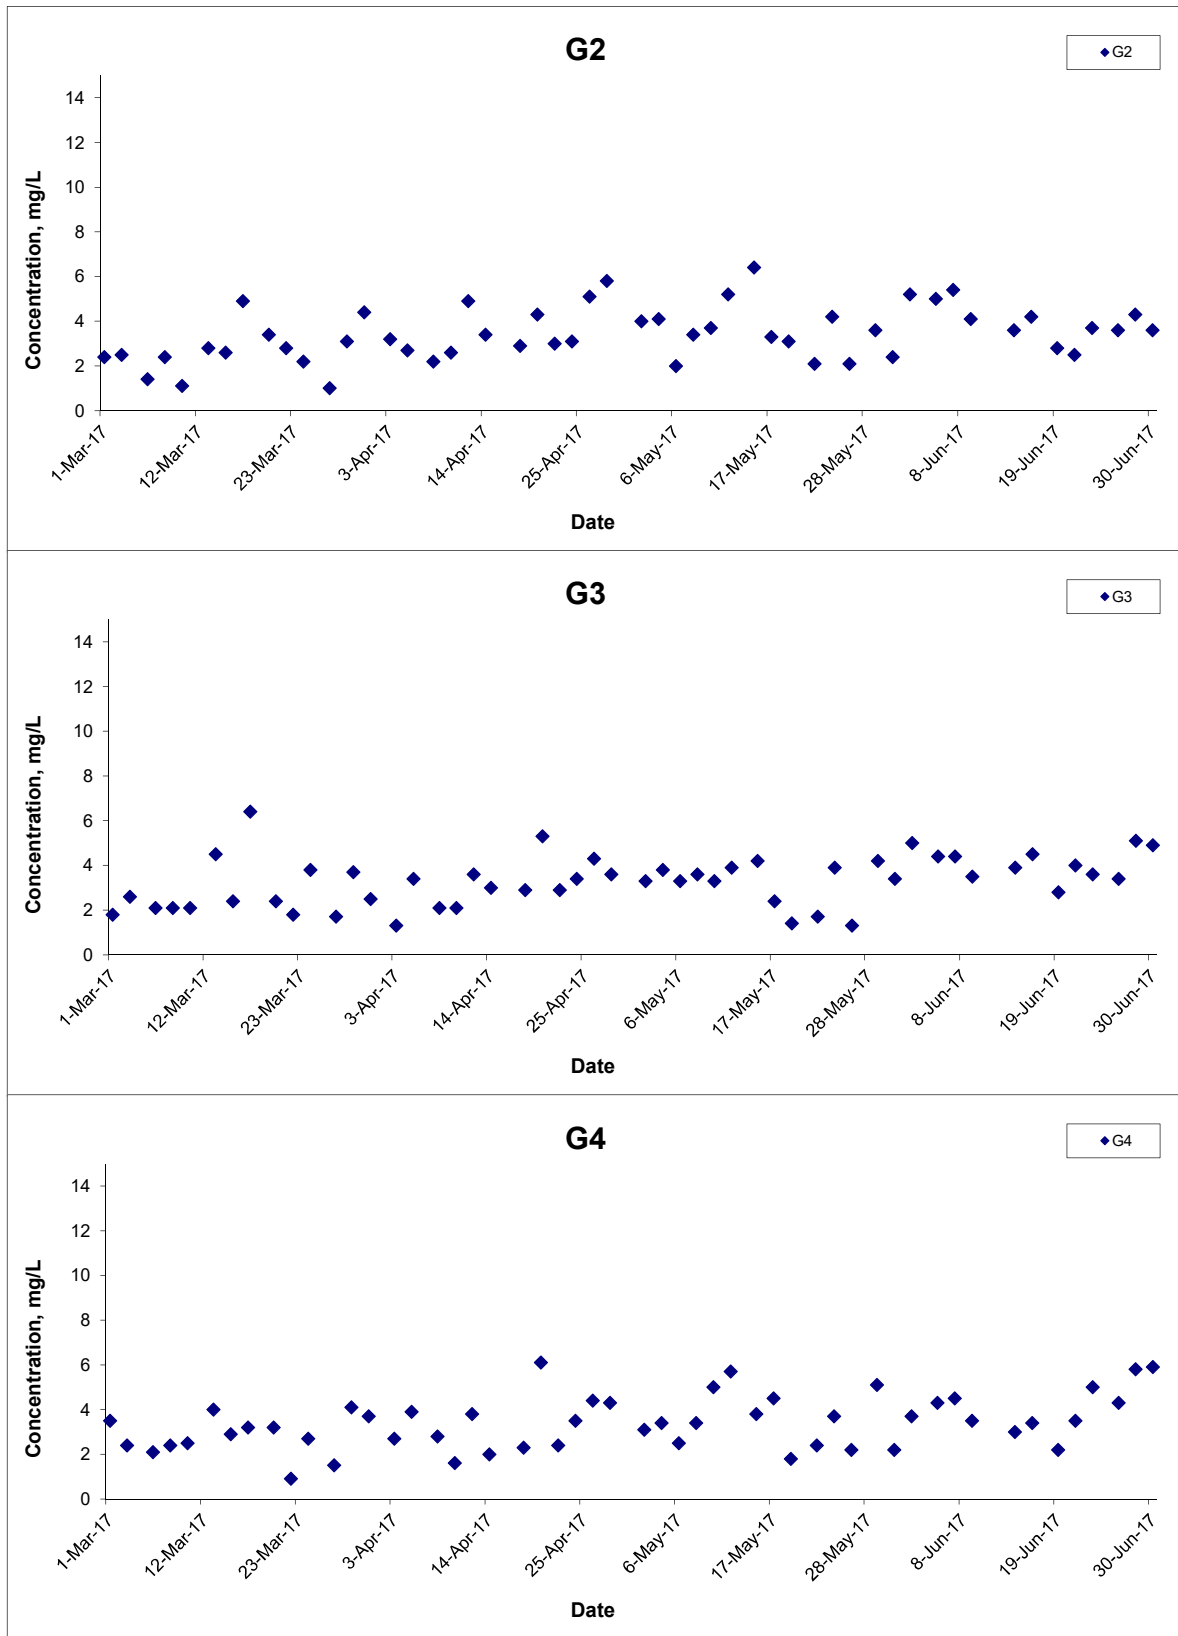 G2
G2
14
12
10
8
6
4
2
0
Concentration, mg/L
1-Mar-17 12-Mar-17 23-Mar-17 3-Apr-17 14-Apr-17 25-Apr-17 6-May-17 17-May-17 28-May-17 8-Jun-17 19-Jun-17 30-Jun-17
Date
G3
G3
14
12
10
8
6
4
2
0
Concentration, mg/L
1-Mar-17 12-Mar-17 23-Mar-17 3-Apr-17 14-Apr-17 25-Apr-17 6-May-17 17-May-17 28-May-17 8-Jun-17 19-Jun-17 30-Jun-17
Date
G4
G4
14
12
10
8
6
4
2
0
Concentration, mg/L
1-Mar-17 12-Mar-17 23-Mar-17 3-Apr-17 14-Apr-17 25-Apr-17 6-May-17 17-May-17 28-May-17 8-Jun-17 19-Jun-17 30-Jun-17
Date